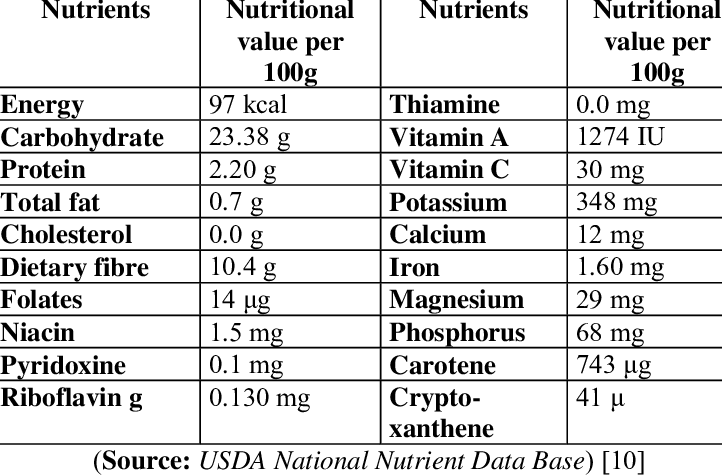 Nutrients Nutritional value per 100g Nutrients Nutritional value per 100g
Energy 97 kcal Thiamine 0.0 mg
Carbohydrate 23.38 g Vitamin A 1274 IU
Protein 2.20 g Vitamin C 30 mg
Total fat 0.7 g Potassium 348 mg
Cholesterol 0.0 g Calcium 12 mg
Dietary fibre 10.4 g Iron 1.60 mg
Folates 14 μg Magnesium 29 mg
Niacin 1.5 mg Phosphorus 68 mg
Pyridoxine 0.1 mg Carotene 743 μg
Riboflavin g 0.130 mg Crypto-xanthene 41 μ
(Source: USDA National Nutrient Data Base) [10]